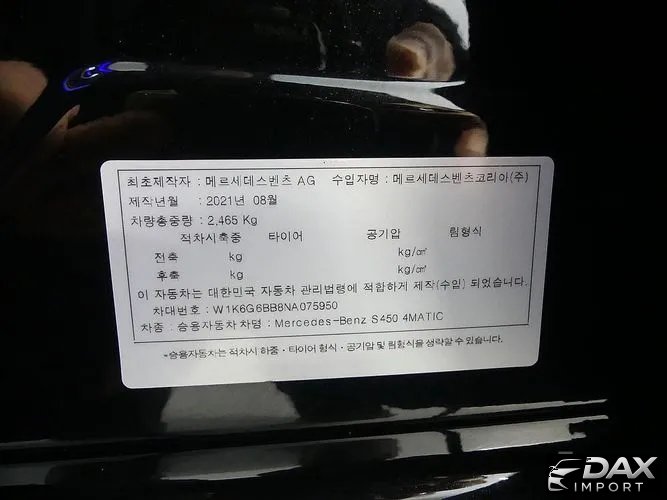 최초제작자 : 메르세데스벤츠 AG 수입자명 : 메르세데스벤츠코리아(주)
제작년월 : 2021년 08월
차량총중량 : 2,465 Kg
적차시축중 타이어 공기압 림형식
전축 kg kg/㎠
후축 kg kg/㎠
이 자동차는 대한민국 자동차 관리법령에 적합하게 제작(수입) 되었습니다.
차대번호 : W1K6G6BB8NA075950
차종 : 승용자동차 차명 : Mercedes-Benz S450 4MATIC
*승용자동차는 적차시 하중·타이어 형식·공기압 및 림형식을 생략할 수 있습니다.
DAX
IMPORT